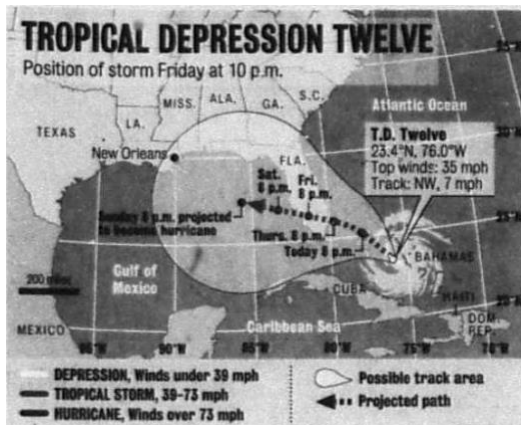 TROPICAL DEPRESSION TWELVE
Position of storm Friday at 10 p.m.
MISS.
ALA.
GA.
S.C.
Atlantic Ocean
TEXAS
LA.
T.D. Twelve
23.4°N, 76.0°W
Top winds: 35 mph
Track: NW, 7 mph
New Orleans
FLA.
Sat.
8 p.m.
Fri.
8 p.m.
Sunday 8 p.m. projected
to become hurricane
Thurs. 8 p.m.
Today 8 p.m.
BAHAMAS
200 miles
Gulf of
Mexico
CUBA
HAITI
DOM.
REP.
MEXICO
Caribbean Sea
95°W
90°W
85°W
80°W
75°W
70°W
DEPRESSION, Winds under 39 mph
TROPICAL STORM, 39-73 mph
HURRICANE, Winds over 73 mph
Possible track area
Projected path